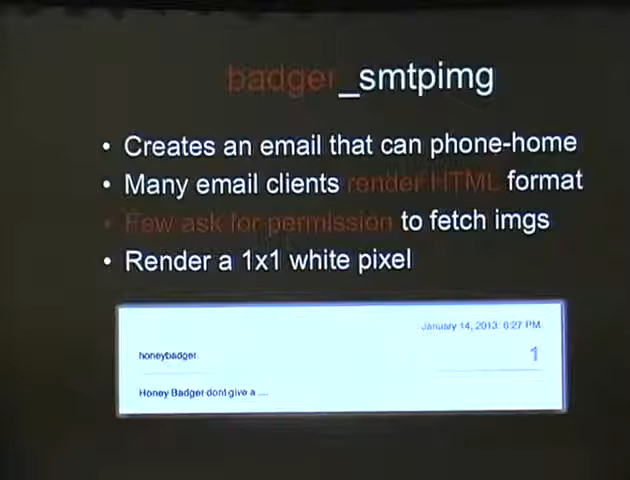 badger_smtpimg
• Creates an email that can phone-home
• Many email clients render HTML format
• Few ask for permission to fetch imgs
• Render a 1x1 white pixel
January 14, 2013 6:27 PM
honeybadger
1
Honey Badger dont give a ....